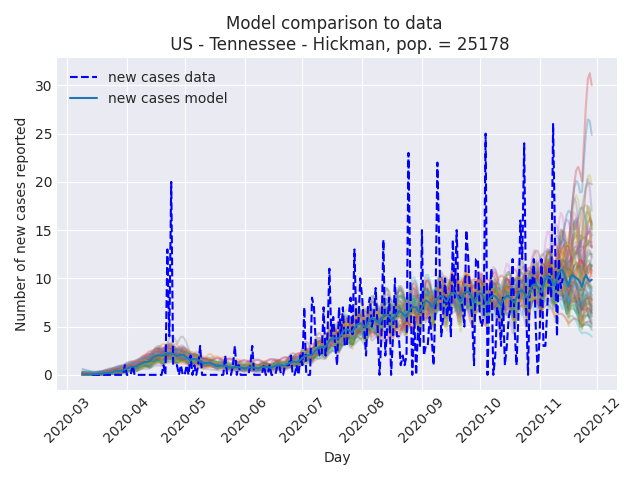 Model comparison to data
US - Tennessee - Hickman, pop. = 25178
new cases data
new cases model
Number of new cases reported
30
25
20
15
10
5
0
2020-03
2020-04
2020-05
2020-06
2020-07
2020-08
2020-09
2020-10
2020-11
2020-12
Day